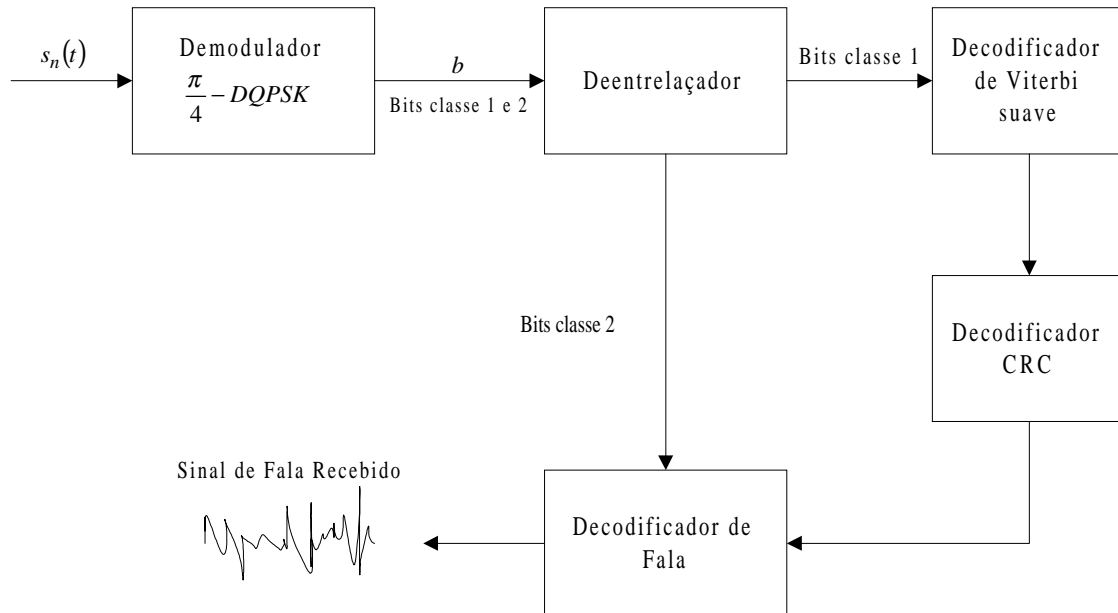 s_n(t)
Demodulador
π/4 – DQPSK
b
Bits classe 1 e 2
Deentrelaçador
Bits classe 1
Decodificador
de Viterbi
suave
Bits classe 2
Decodificador
CRC
Sinal de Fala Recebido
Decodificador de
Fala